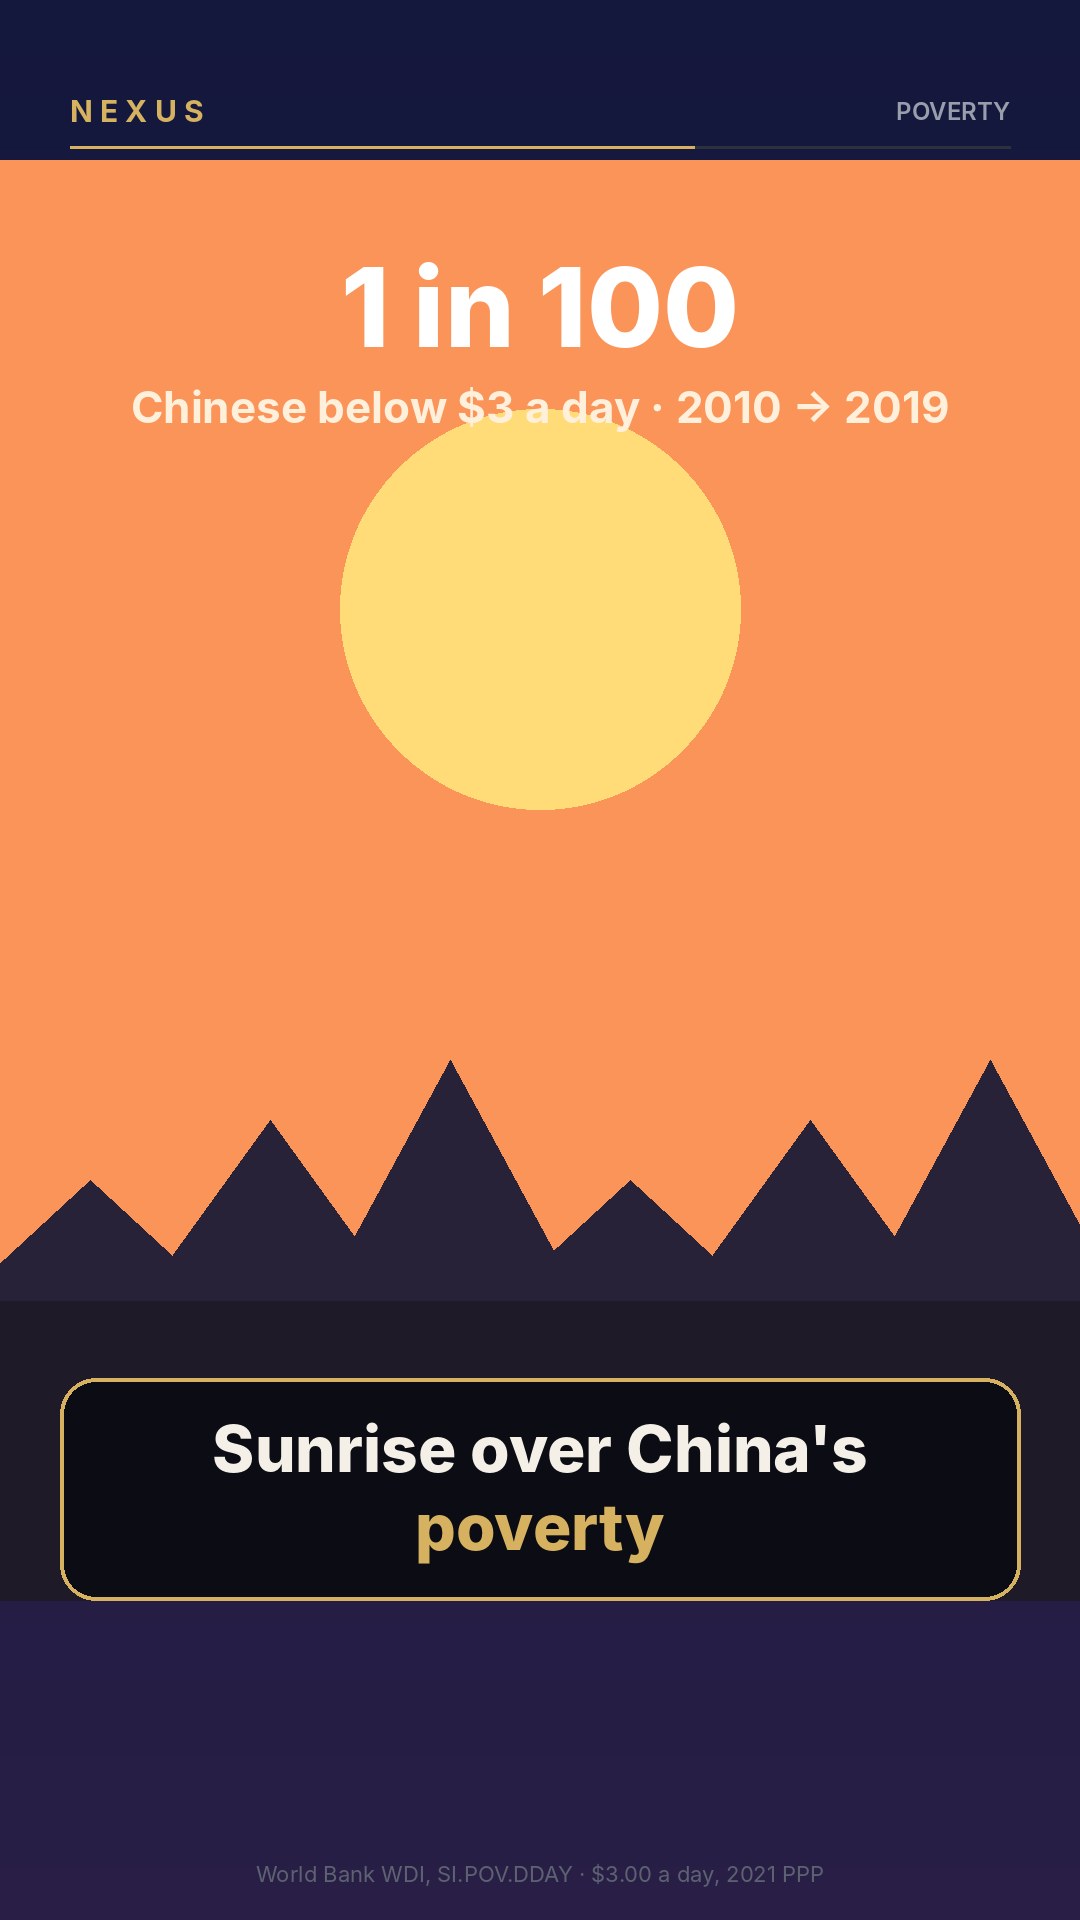 NEXUS
POVERTY
1 in 100
Chinese below $3 a day · 2010 → 2019
Sunrise over China's
poverty
World Bank WDI, SI.POV.DDAY · $3.00 a day, 2021 PPP